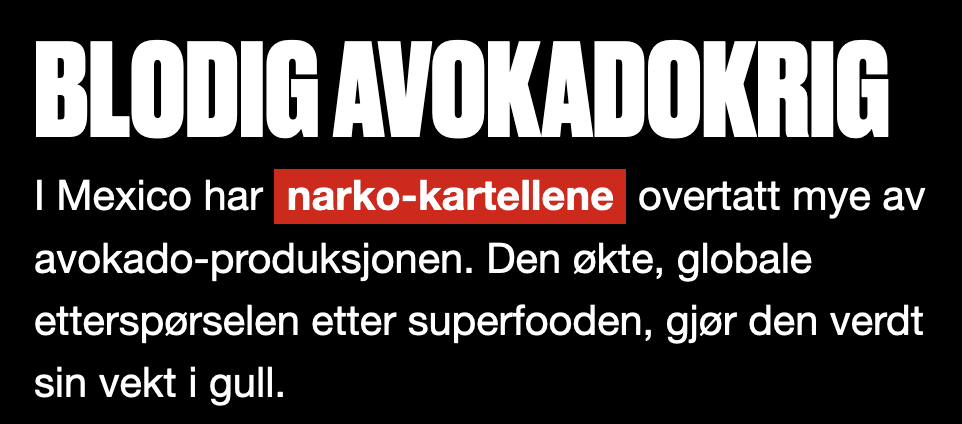 BLODIG AVOKADOKRIG
I Mexico har narko-kartellene overtatt mye av
avokado-produksjonen. Den økte, globale
etterspørselen etter superfooden, gjør den verdt
sin vekt i gull.